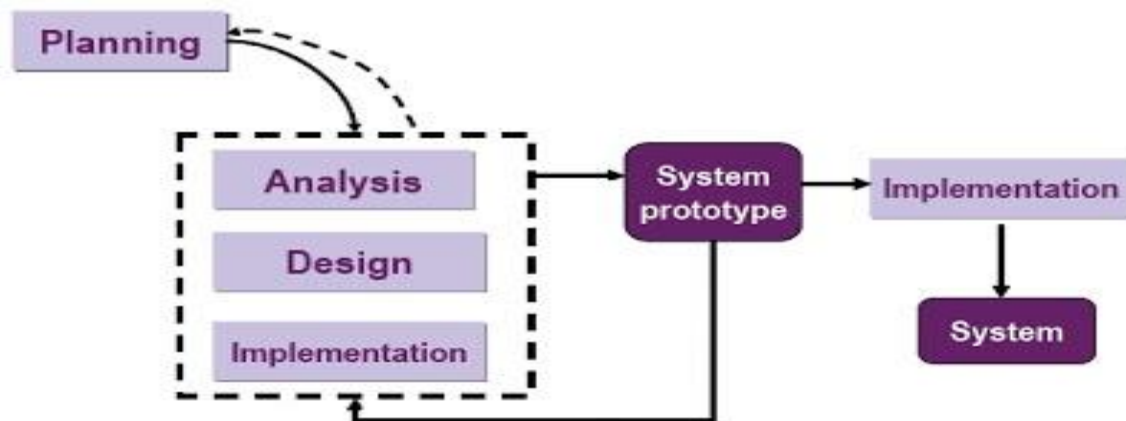 Planning
Analysis
Design
Implementation
System
prototype
Implementation
System